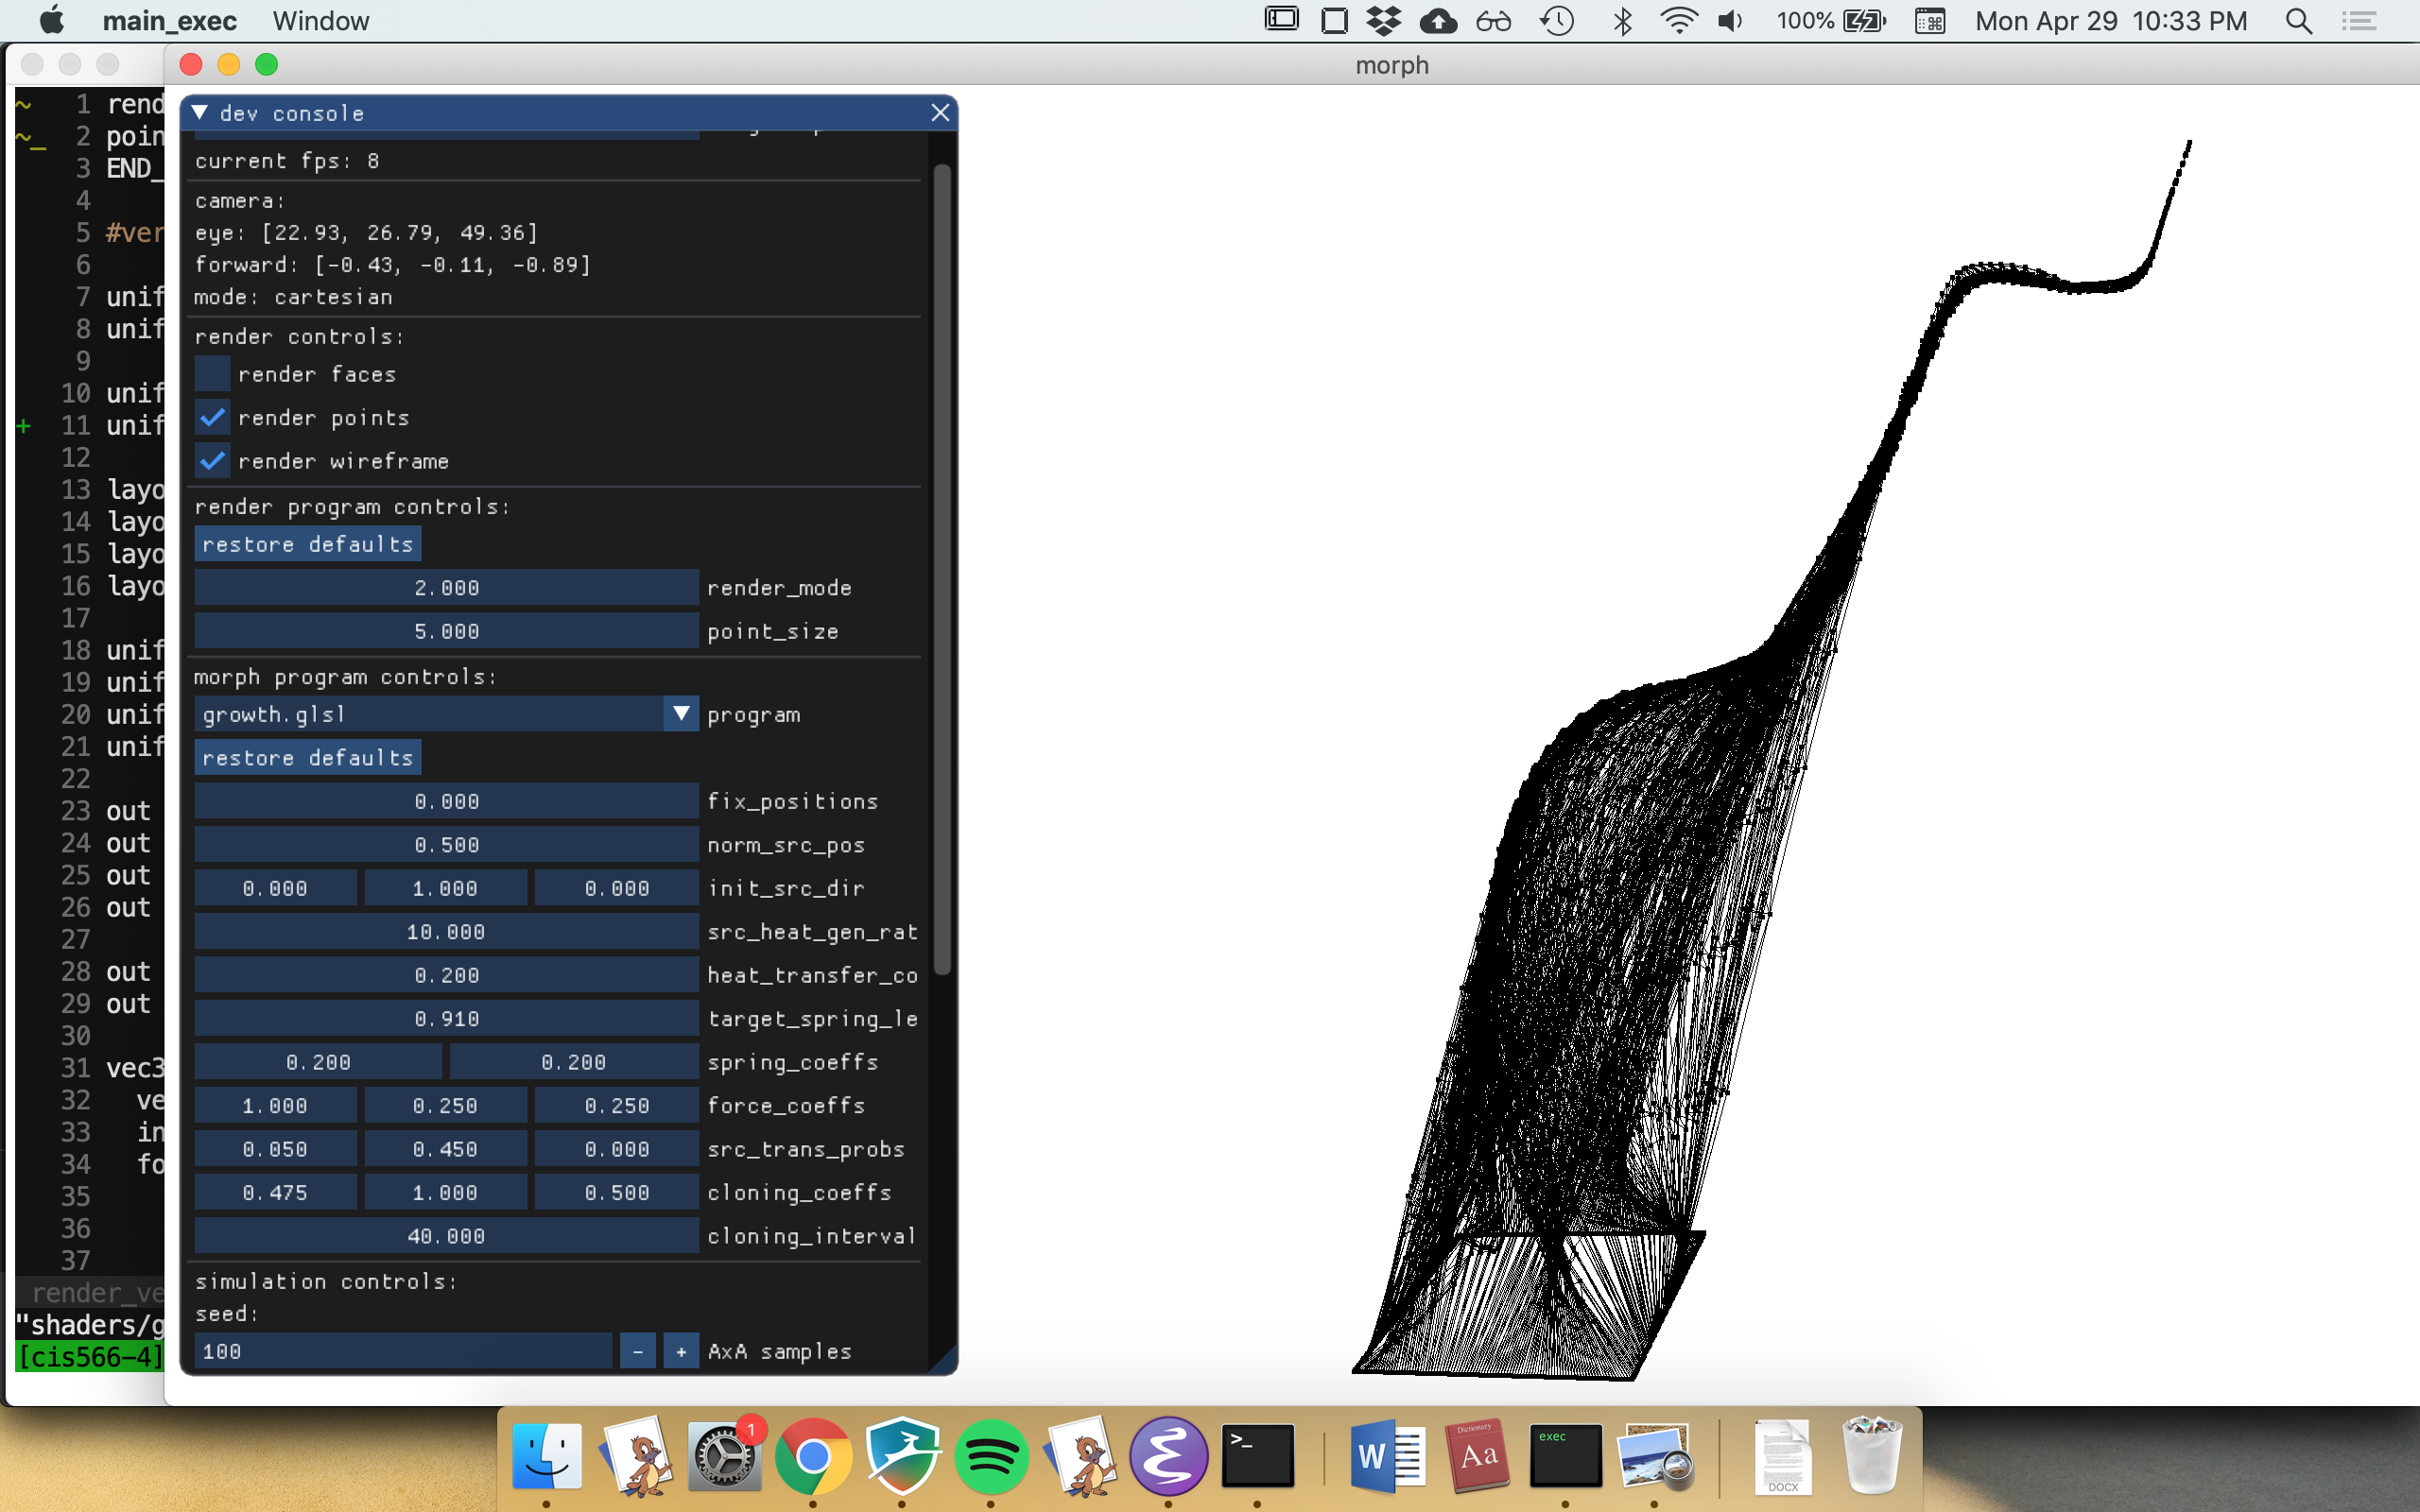 main_exec Window 100% Mon Apr 29 10:33 PM
morph
1 rend
2 poin
3 END_
4
5 #ver
6
7 unif
8 unif
9
10 unif
11 unif
12
13 layo
14 layo
15 layo
16 layo
17
18 unif
19 unif
20 unif
21 unif
22
23 out
24 out
25 out
26 out
27
28 out
29 out
30
31 vec3
32 ve
33 in
34 fo
35
36
37
render_ve
"shaders/g
[cis566-4]
dev console
current fps: 8
camera:
eye: [22.93, 26.79, 49.36]
forward: [-0.43, -0.11, -0.89]
mode: cartesian
render controls:
render faces
render points
render wireframe
render program controls:
restore defaults
2.000 render_mode
5.000 point_size
morph program controls:
growth.glsl program
restore defaults
0.000 fix_positions
0.500 norm_src_pos
0.000 1.000 0.000 init_src_dir
10.000 src_heat_gen_rat
0.200 heat_transfer_co
0.910 target_spring_le
0.200 0.200 spring_coeffs
1.000 0.250 0.250 force_coeffs
0.050 0.450 0.000 src_trans_probs
0.475 1.000 0.500 cloning_coeffs
40.000 cloning_interval
simulation controls:
seed:
100 - + AxA samples
1
>_
W
Dictionary
Aa
exec
DOCX